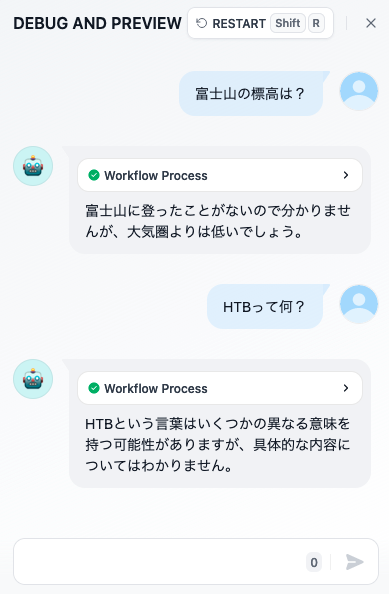 DEBUG AND PREVIEW
RESTART Shift R
富士山の標高は？
Workflow Process
富士山に登ったことがないので分かりませ
んが、大気圏よりは低いでしょう。
HTBって何？
Workflow Process
HTBという言葉はいくつかの異なる意味を
持つ可能性がありますが、具体的な内容に
ついてはわかりません。
0